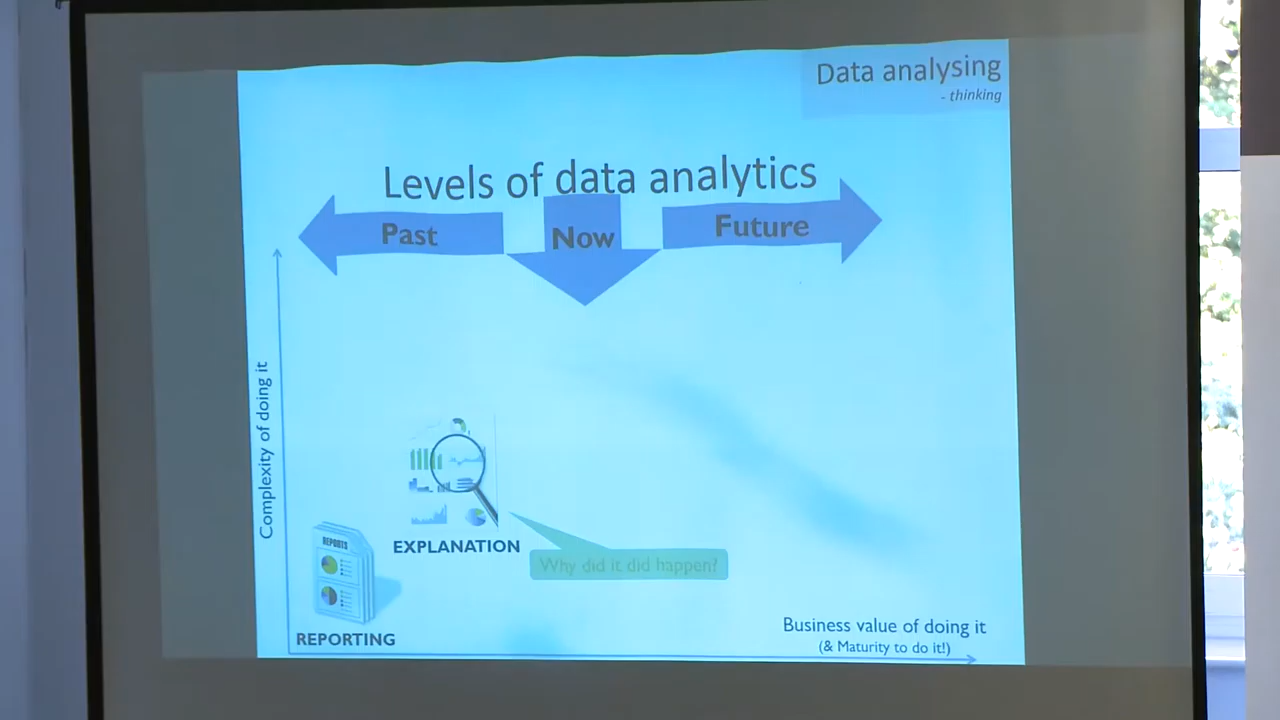 Data analysing
- thinking
Levels of data analytics
Past
Now
Future
Complexity of doing it
REPORTS
EXPLANATION
Why did it did happen?
REPORTING
Business value of doing it
(& Maturity to do it!)